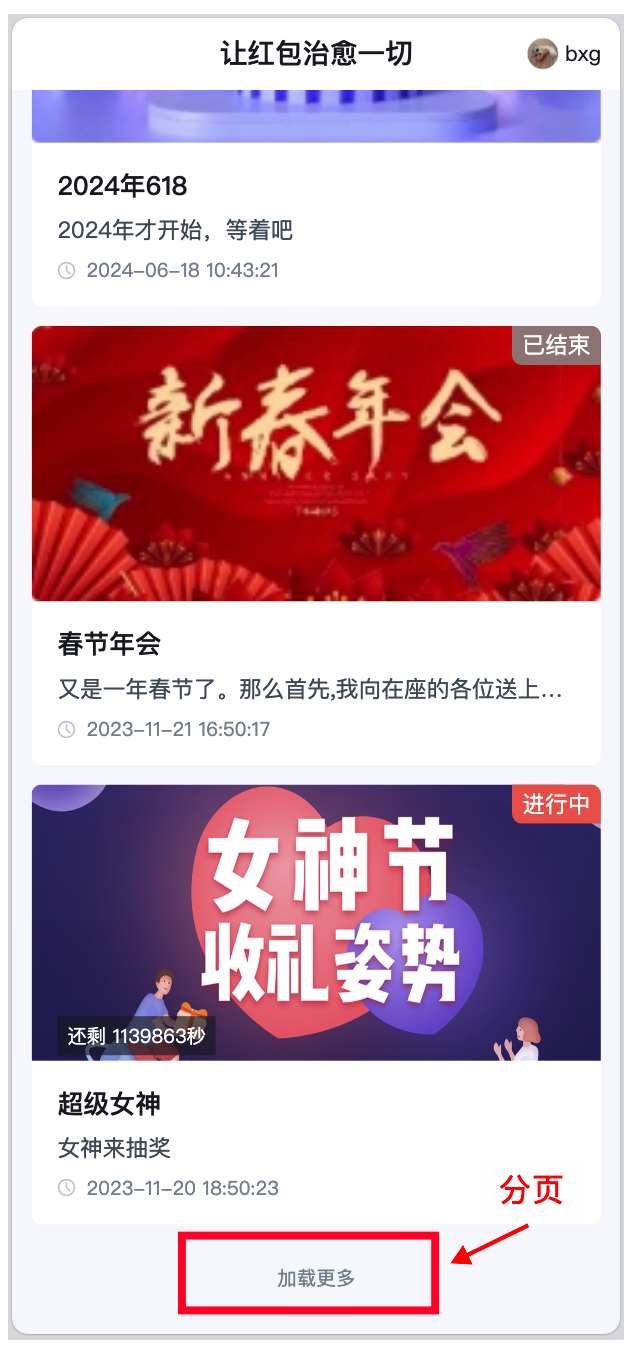 让红包治愈一切
bxg
2024年618
2024年才开始，等着吧
2024-06-18 10:43:21
已结束
新春年会
春节年会
又是一年春节了。那么首先,我向在座的各位送上...
2023-11-21 16:50:17
进行中
女神节
收礼姿势
还剩 1139863秒
超级女神
女神来抽奖
2023-11-20 18:50:23
分页
加载更多